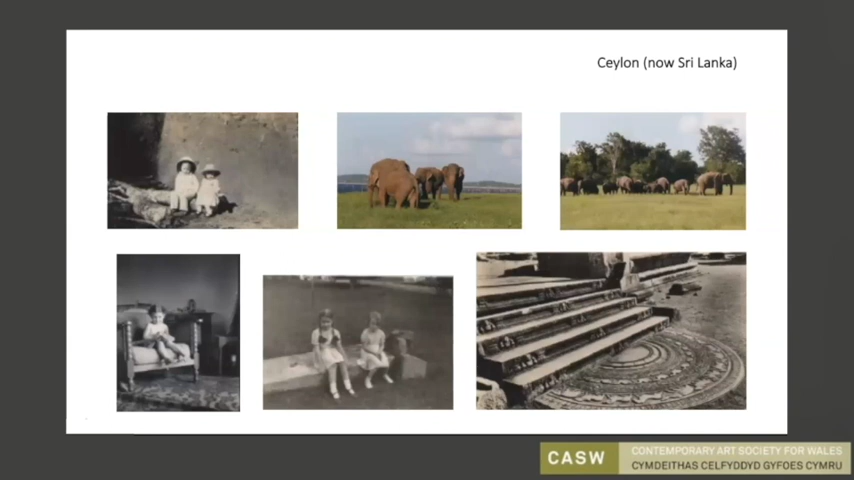 Ceylon (now Sri Lanka)
CASW
CONTEMPORARY ART SOCIETY FOR WALES
CYMDEITHAS CELFYDDYD GYFOES CYMRU